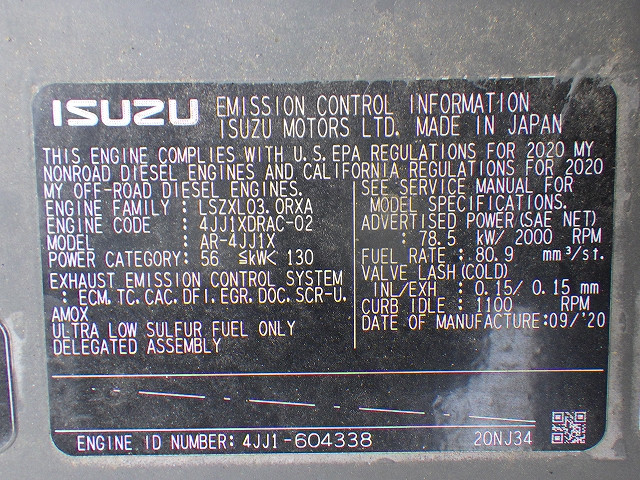 ISUZU EMISSION CONTROL INFORMATION
ISUZU MOTORS LTD. MADE IN JAPAN
THIS ENGINE COMPLIES WITH U.S. EPA REGULATIONS FOR 2020 MY
NONROAD DIESEL ENGINES AND CALIFORNIA REGULATIONS FOR 2020
MY OFF-ROAD DIESEL ENGINES.
ENGINE FAMILY : LSZXL03.0RXA
ENGINE CODE : 4JJ1XDRAC-02
MODEL : AR-4JJ1X
POWER CATEGORY: 56 ≦kW< 130
EXHAUST EMISSION CONTROL SYSTEM
: ECM, TC, CAC, DFI, EGR, DOC, SCR-U,
AMOX
ULTRA LOW SULFUR FUEL ONLY
DELEGATED ASSEMBLY
SEE SERVICE MANUAL FOR
MODEL SPECIFICATIONS.
ADVERTISED POWER(SAE NET)
: 78.5 kW/ 2000 RPM
FUEL RATE : 80.9 mm³/st.
VALVE LASH(COLD)
INL/EXH : 0.15/ 0.15 mm
CURB IDLE : 1100 RPM
DATE OF MANUFACTURE:09/'20
ENGINE ID NUMBER: 4JJ1-604338 20NJ34